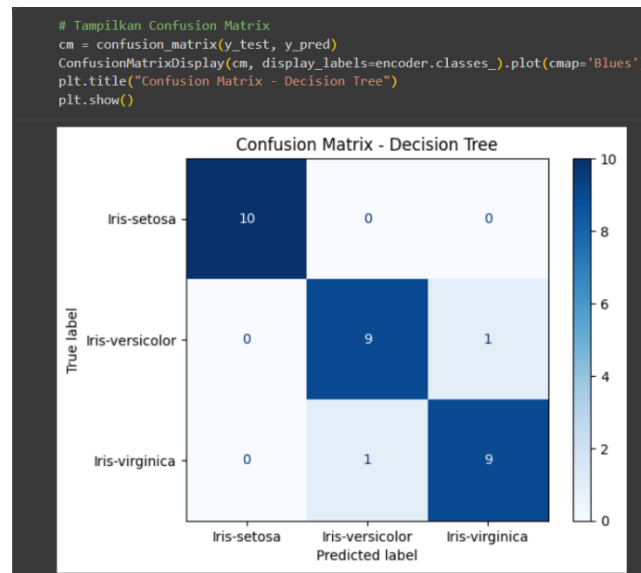 # Tampilkan Confusion Matrix
cm = confusion_matrix(y_test, y_pred)
ConfusionMatrixDisplay(cm, display_labels=encoder.classes_).plot(cmap='Blues'
plt.title("Confusion Matrix - Decision Tree")
plt.show()
Confusion Matrix - Decision Tree
10
Iris-setosa 10 0 0
8
6
Iris-versicolor 0 9 1
True label
4
2
Iris-virginica 0 1 9
0
Iris-setosa Iris-versicolor Iris-virginica
Predicted label